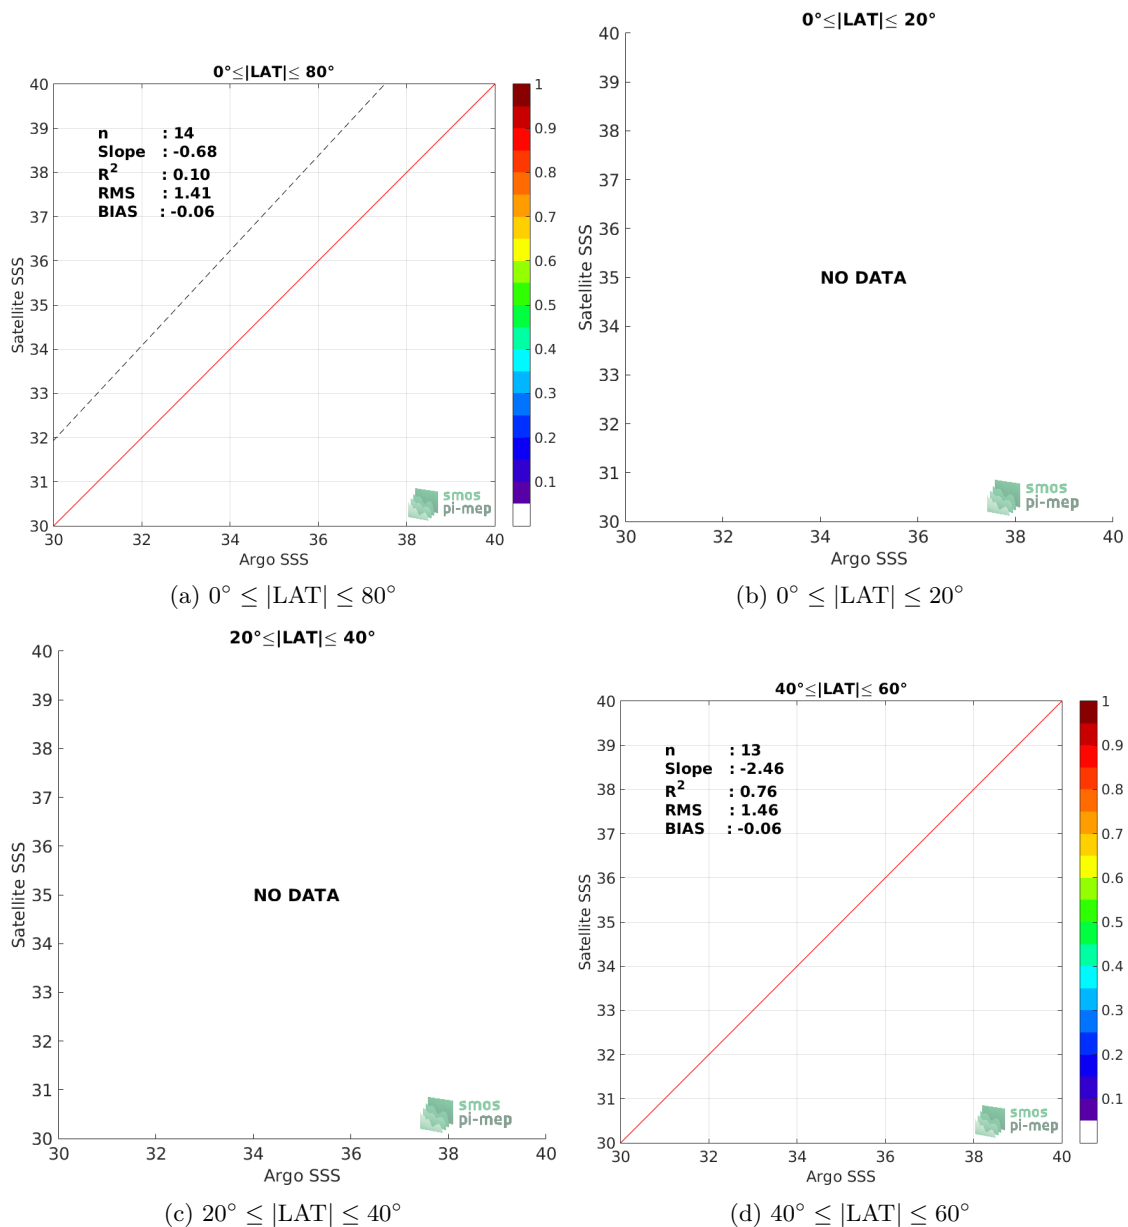 0°≤|LAT|≤ 80°
40
39
38
37
36
35
34
33
32
31
30
Satellite SSS
n : 14
Slope : -0.68
R² : 0.10
RMS : 1.41
BIAS : -0.06
30 32 34 36 38 40
Argo SSS
1
0.9
0.8
0.7
0.6
0.5
0.4
0.3
0.2
0.1
smos
pi-mep
(a) 0° ≤ |LAT| ≤ 80°
0°≤|LAT|≤ 20°
40
39
38
37
36
35
34
33
32
31
30
Satellite SSS
NO DATA
smos
pi-mep
30 32 34 36 38 40
Argo SSS
(b) 0° ≤ |LAT| ≤ 20°
20°≤|LAT|≤ 40°
40
39
38
37
36
35
34
33
32
31
30
Satellite SSS
NO DATA
smos
pi-mep
30 32 34 36 38 40
Argo SSS
(c) 20° ≤ |LAT| ≤ 40°
40°≤|LAT|≤ 60°
40
39
38
37
36
35
34
33
32
31
30
Satellite SSS
n : 13
Slope : -2.46
R² : 0.76
RMS : 1.46
BIAS : -0.06
smos
pi-mep
30 32 34 36 38 40
Argo SSS
1
0.9
0.8
0.7
0.6
0.5
0.4
0.3
0.2
0.1
(d) 40° ≤ |LAT| ≤ 60°